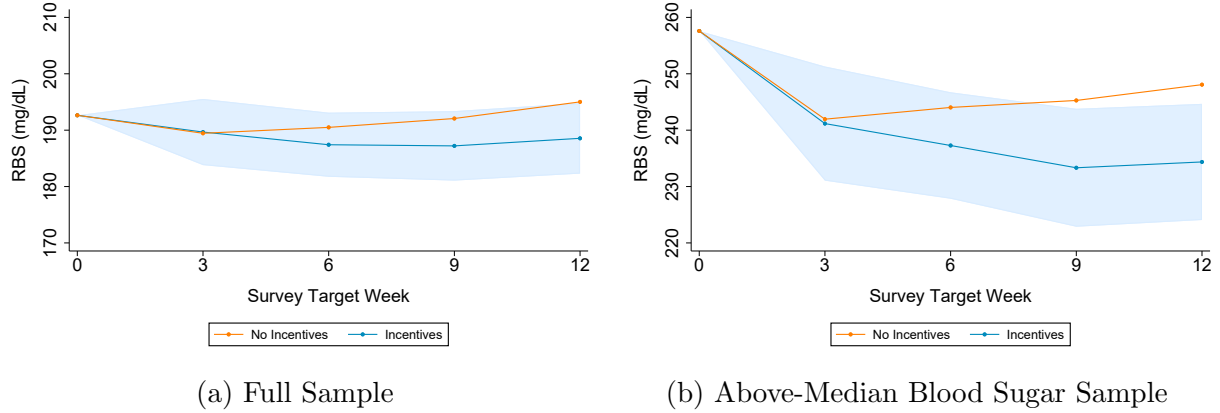 210
200
190
180
170
RBS (mg/dL)
0 3 6 9 12
Survey Target Week
No Incentives Incentives
(a) Full Sample
260
250
240
230
220
RBS (mg/dL)
0 3 6 9 12
Survey Target Week
No Incentives Incentives
(b) Above-Median Blood Sugar Sample